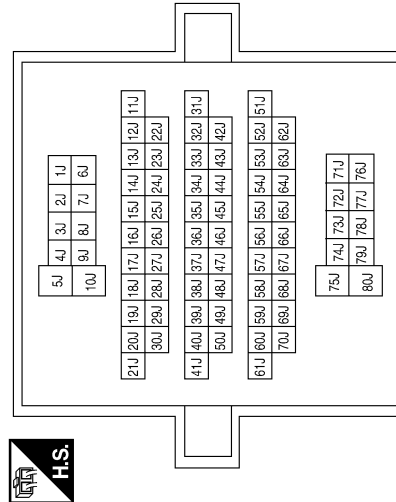 H.S.
5J 4J 3J 2J 1J
10J 9J 8J 7J 6J
21J 20J 19J 18J 17J 16J 15J 14J 13J 12J 11J
30J 29J 28J 27J 26J 25J 24J 23J 22J
41J 40J 39J 38J 37J 36J 35J 34J 33J 32J 31J
50J 49J 48J 47J 46J 45J 44J 43J 42J
61J 60J 59J 58J 57J 56J 55J 54J 53J 52J 51J
70J 69J 68J 67J 66J 65J 64J 63J 62J
75J 74J 73J 72J 71J
80J 79J 78J 77J 76J